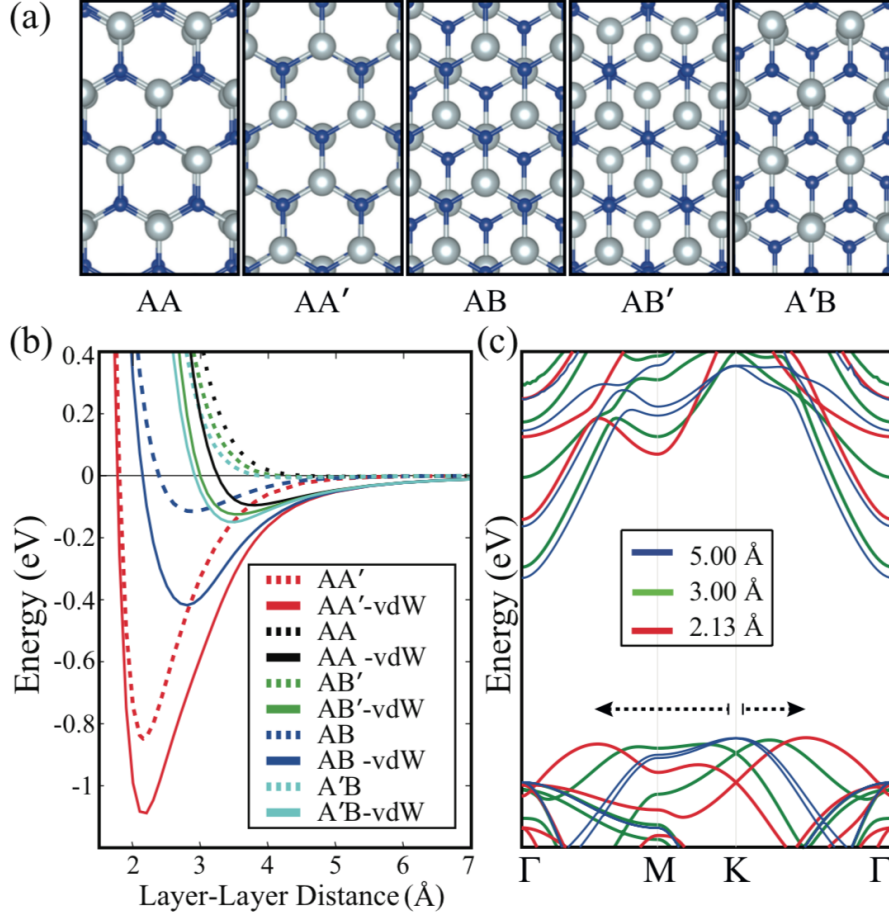 (a)
AA AA′ AB AB′ A′B
(b)
Energy (eV)
0.4
0.2
0
-0.2
-0.4
-0.6
-0.8
-1
AA′
AA′-vdW
AA
AA -vdW
AB′
AB′-vdW
AB
AB -vdW
A′B
A′B-vdW
2 3 4 5 6 7
Layer-Layer Distance (Å)
(c)
Energy (eV)
5.00 Å
3.00 Å
2.13 Å
Γ M K Γ